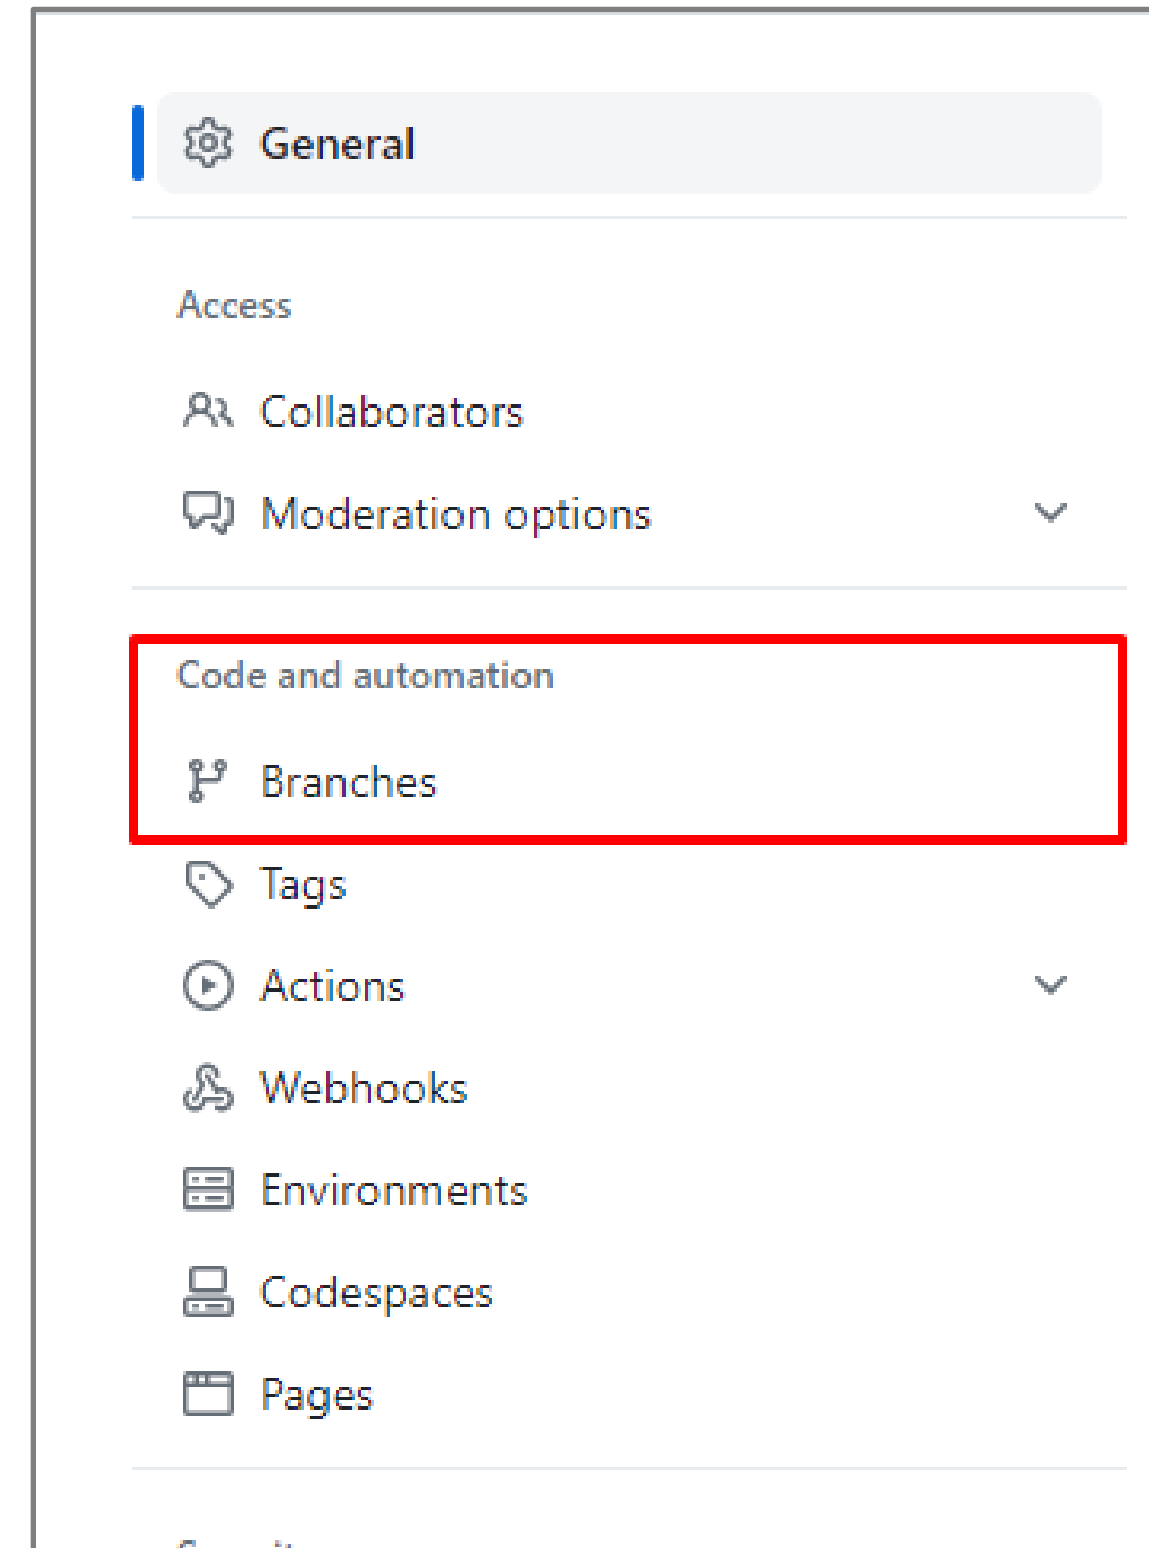 General
Access
Collaborators
Moderation options
Code and automation
Branches
Tags
Actions
Webhooks
Environments
Codespaces
Pages